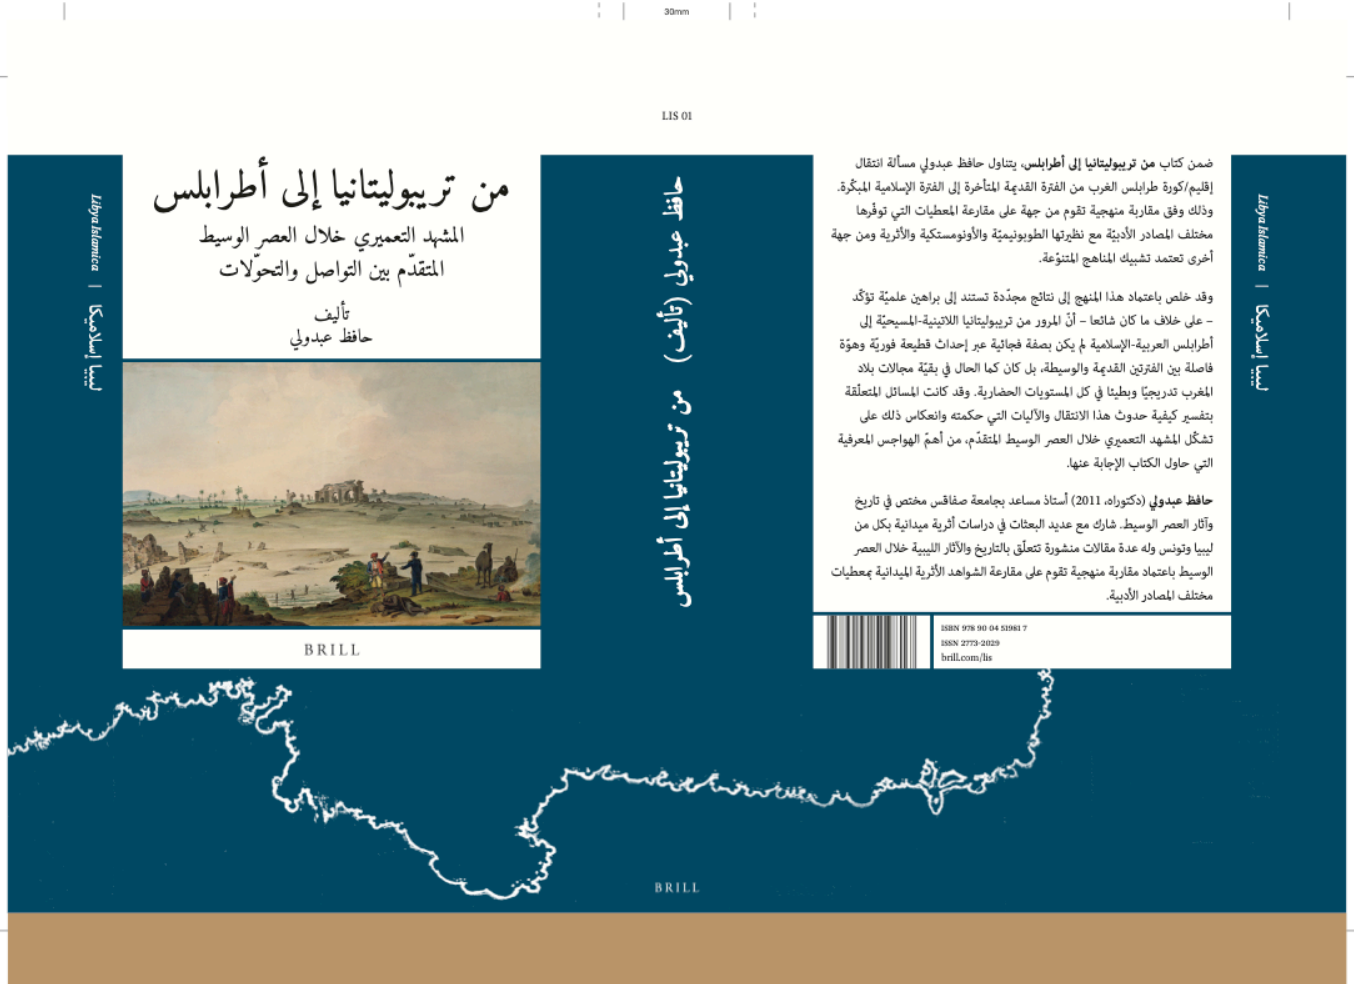 30mm
LIS 01
من تريبوليتانيا إلى أطرابلس
المشهد التعميري خلال العصر الوسيط
المتقدّم بين التواصل والتحوّلات
تأليف
حافظ عبدولي
BRILL
Libya Islamica | ليبيا إسلاميكا
حافظ عبدولي (تأليف) من تريبوليتانيا إلى أطرابلس
BRILL
ضمن كتاب من تريبوليتانيا إلى أطرابلس، يتناول حافظ عبدولي مسألة انتقال
إقليم/كورة طرابلس الغرب من الفترة القديمة المتأخرة إلى الفترة الإسلامية المبكّرة.
وذلك وفق مقاربة منهجية تقوم من جهة على مقارعة المعطيات التي توفّرها
مختلف المصادر الأدبيّة مع نظيرتها الطوبونيميّة والأونومستكية والأثرية ومن جهة
أخرى تعتمد تشبيك المناهج المتنوّعة.
وقد خلص باعتماد هذا المنهج إلى نتائج مجدّدة تستند إلى براهين علميّة تؤكّد
– على خلاف ما كان شائعا – أنّ المرور من تريبوليتانيا اللاتينية-المسيحيّة إلى
أطرابلس العربية-الإسلامية لم يكن بصفة فجائية عبر إحداث قطيعة فوريّة وهوّة
فاصلة بين الفترتين القديمة والوسيطة، بل كان كما الحال في بقيّة مجالات بلاد
المغرب تدريجيّا وبطيئا في كل المستويات الحضارية. وقد كانت المسائل المتعلّقة
بتفسير كيفية حدوث هذا الانتقال والآليات التي حكمته وانعكاس ذلك على
تشكّل المشهد التعميري خلال العصر الوسيط المتقدّم، من أهمّ الهواجس المعرفية
التي حاول الكتاب الإجابة عنها.
حافظ عبدولي (دكتوراه، 2011) أستاذ مساعد بجامعة صفاقس مختص في تاريخ
وآثار العصر الوسيط. شارك مع عديد البعثات في دراسات أثرية ميدانية بكل من
ليبيا وتونس وله عدة مقالات منشورة تتعلّق بالتاريخ والآثار الليبية خلال العصر
الوسيط باعتماد مقاربة منهجية تقوم على مقارعة الشواهد الأثرية الميدانية بمعطيات
مختلف المصادر الأدبية.
ISBN 978 90 04 51981 7
ISSN 2773-2029
brill.com/lis
Libya Islamica | ليبيا إسلاميكا